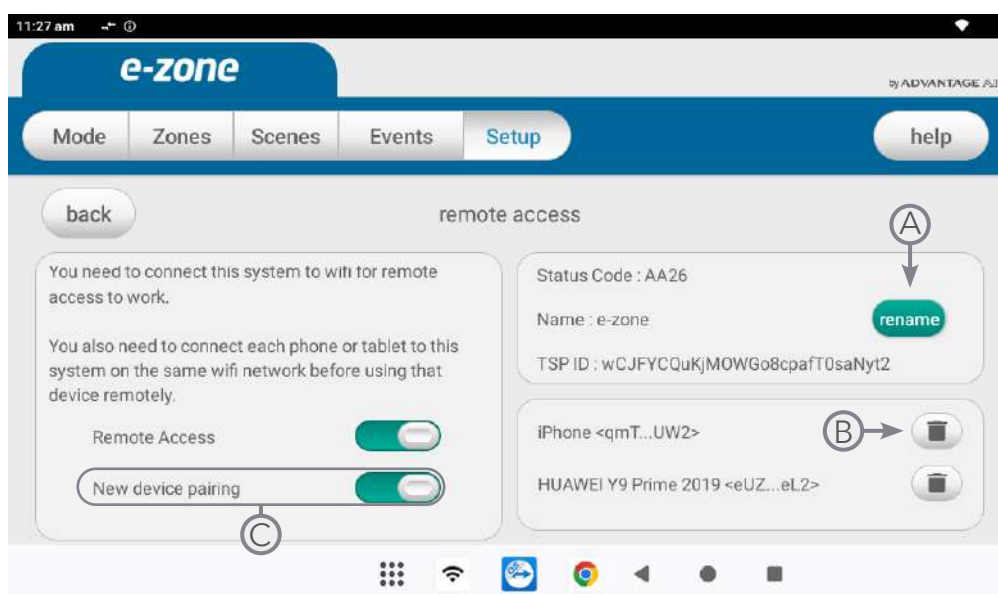 11:27 am
e-zone
by ADVANTAGE AI
Mode Zones Scenes Events Setup help
back remote access
A
You need to connect this system to wifi for remote
access to work.
You also need to connect each phone or tablet to this
system on the same wifi network before using that
device remotely.
Remote Access
New device pairing
C
Status Code : AA26
Name : e-zone rename
TSP ID : wCJFYCQuKjMOWGo8cpafT0saNyt2
iPhone <qmT...UW2> B
HUAWEI Y9 Prime 2019 <eUZ...eL2>